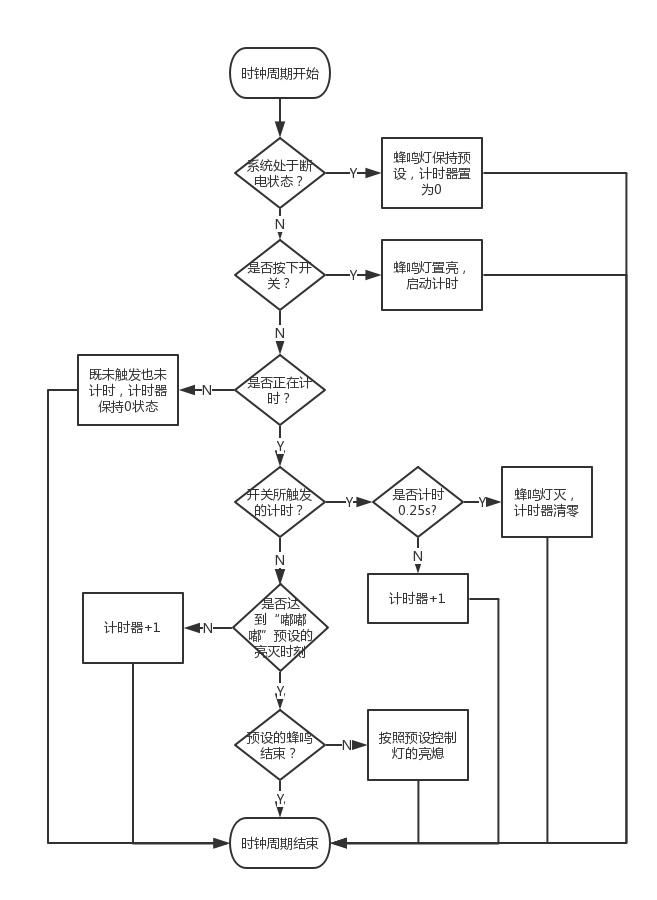 时钟周期开始
系统处于断
电状态？
Y
蜂鸣灯保持预
设，计时器置
为0
N
是否按下开
关？
Y
蜂鸣灯置亮，
启动计时
N
既未触发也未
计时，计时器
保持0状态
N
是否正在计
时？
Y
开关所触发
的计时？
Y
是否计时
0.25s?
Y
蜂鸣灯灭，
计时器清零
N
N
计时器+1
计时器+1
N
是否达
到“嘟嘟
嘟”预设的
亮灭时刻
Y
预设的蜂鸣
结束？
N
按照预设控制
灯的亮熄
Y
时钟周期结束